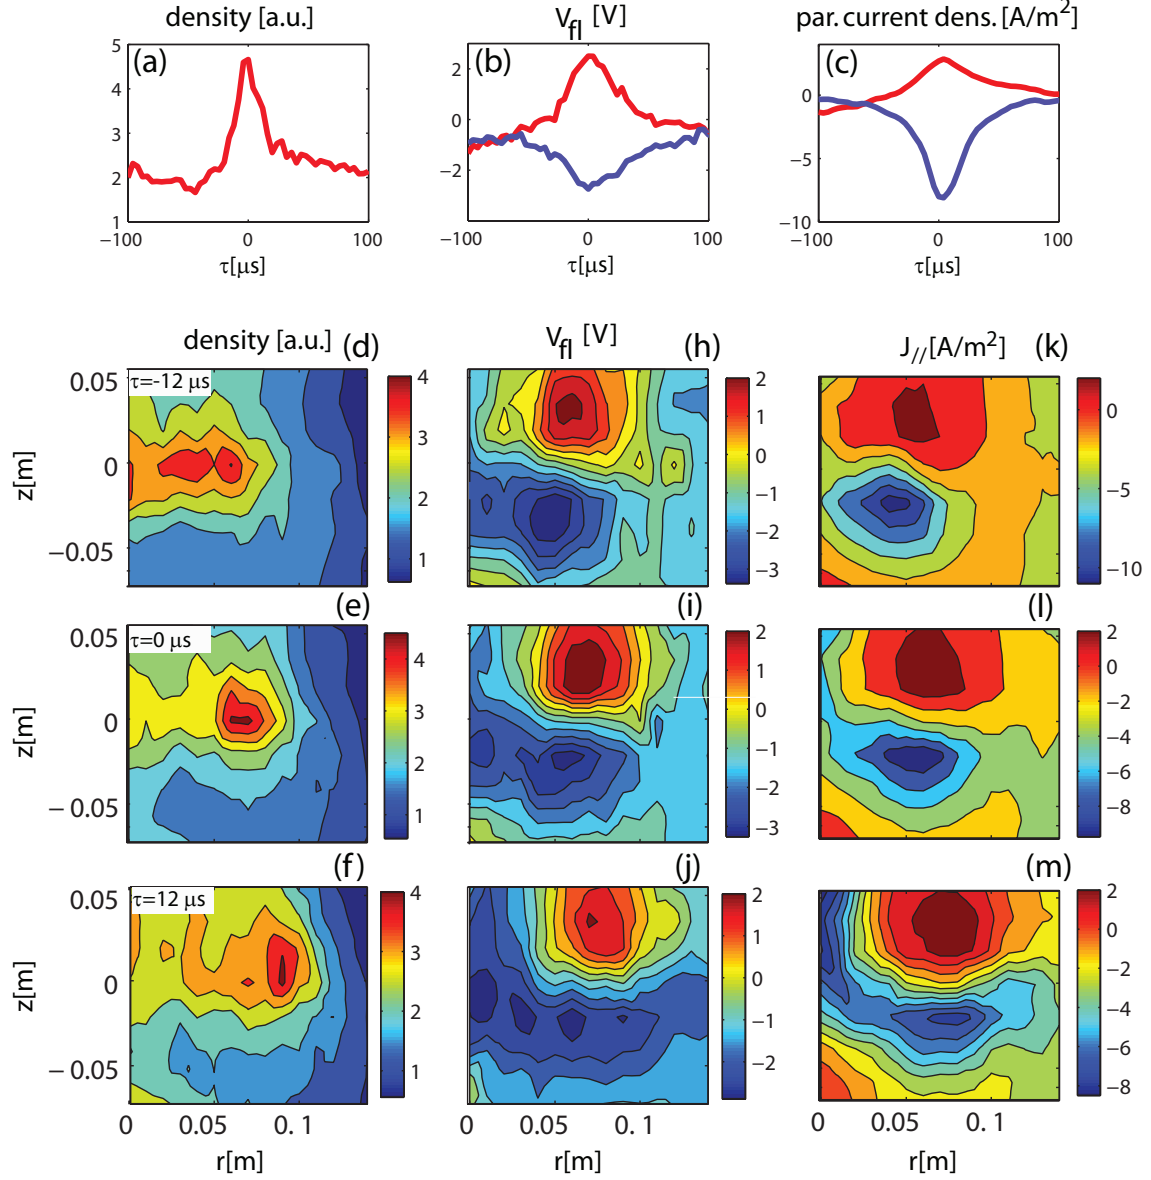 density [a.u.]
V_fl [V]
par. current dens. [A/m²]
(a)
5
4
3
2
1
−100
0
100
τ[μs]
(b)
2
0
−2
−100
0
100
τ[μs]
(c)
0
−5
−10
−100
0
100
τ[μs]
density [a.u.]
(d)
V_fl [V]
(h)
J_// [A/m²]
(k)
τ=-12 μs
0.05
0
−0.05
z[m]
4
3
2
1
2
1
0
−1
−2
−3
0
−5
−10
(e)
(i)
(l)
τ=0 μs
0.05
0
−0.05
z[m]
4
3
2
1
2
1
0
−1
−2
−3
2
0
−2
−4
−6
−8
(f)
(j)
(m)
τ=12 μs
0.05
0
−0.05
z[m]
4
3
2
1
2
1
0
−1
−2
2
0
−2
−4
−6
−8
0
0.05
0.1
0
0.05
0.1
0
0.05
0.1
r[m]
r[m]
r[m]